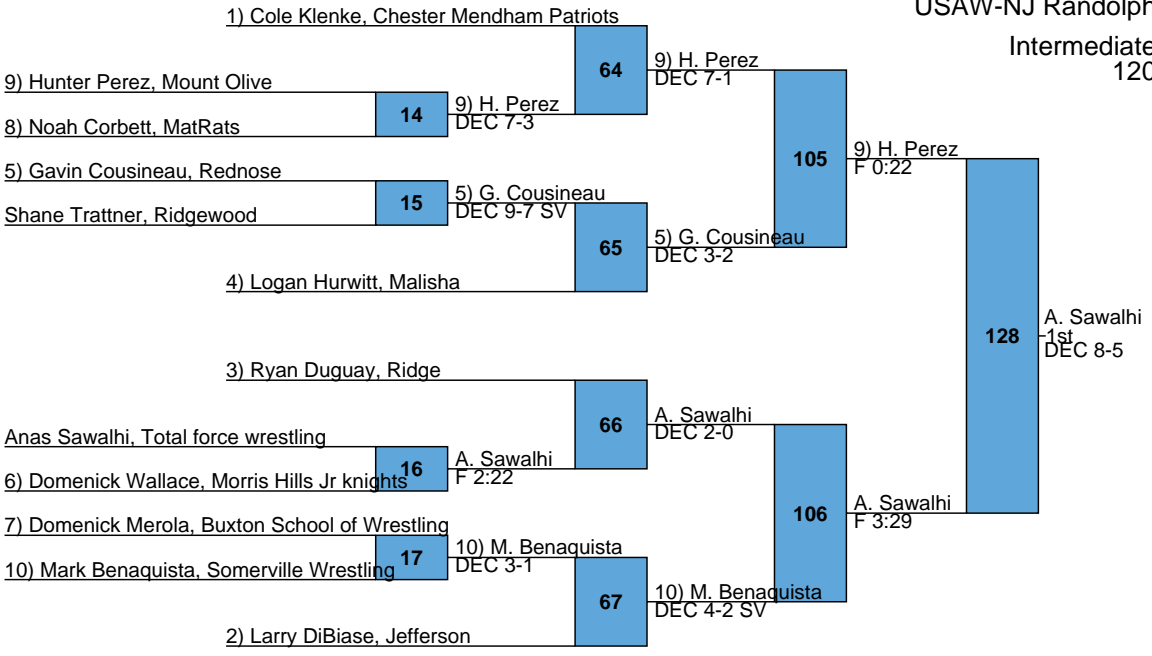 USAW-NJ Randolph
Intermediate
120
1) Cole Klenke, Chester Mendham Patriots
64
9) H. Perez
DEC 7-1
9) Hunter Perez, Mount Olive
14
9) H. Perez
DEC 7-3
8) Noah Corbett, MatRats
105
9) H. Perez
F 0:22
5) Gavin Cousineau, Rednose
15
5) G. Cousineau
DEC 9-7 SV
Shane Trattner, Ridgewood
65
5) G. Cousineau
DEC 3-2
4) Logan Hurwitt, Malisha
128
A. Sawalhi
1st
DEC 8-5
3) Ryan Duguay, Ridge
66
A. Sawalhi
DEC 2-0
Anas Sawalhi, Total force wrestling
16
A. Sawalhi
F 2:22
6) Domenick Wallace, Morris Hills Jr knights
106
A. Sawalhi
F 3:29
7) Domenick Merola, Buxton School of Wrestling
17
10) M. Benaquista
DEC 3-1
10) Mark Benaquista, Somerville Wrestling
67
10) M. Benaquista
DEC 4-2 SV
2) Larry DiBiase, Jefferson